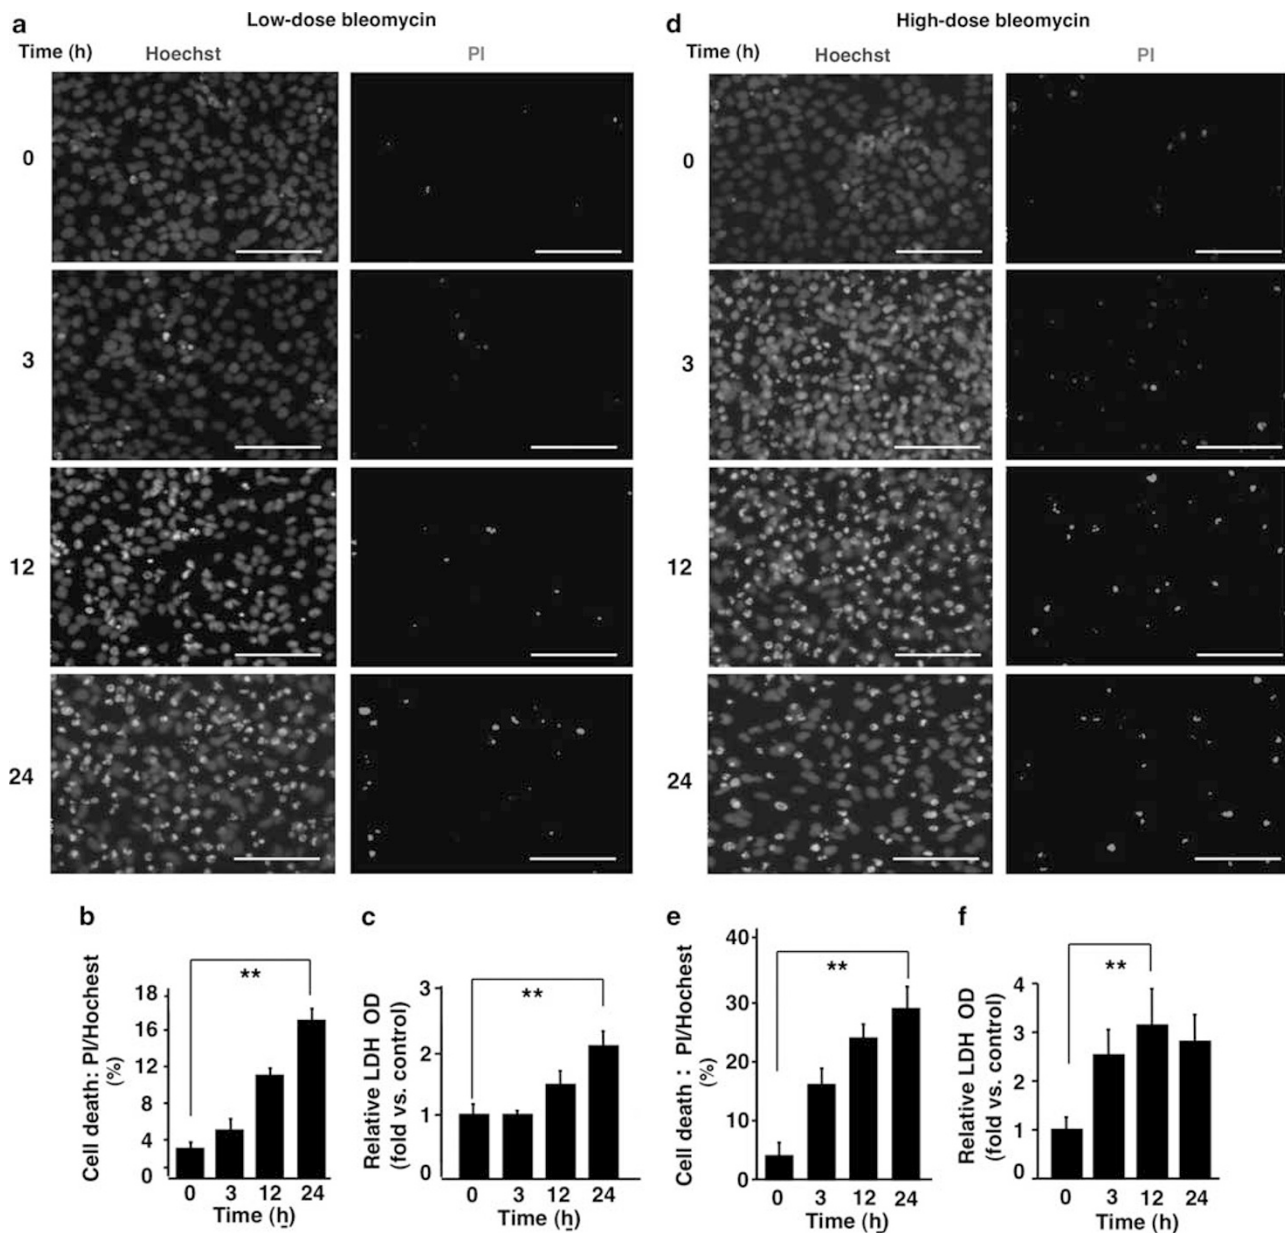 a
Low-dose bleomycin
Time (h)
Hoechst
PI
0
3
12
24
d
High-dose bleomycin
Time (h)
Hoechst
PI
0
3
12
24
b
Cell death: PI/Hochest
(%)
18
16
12
8
4
0
**
0 3 12 24
Time (h)
c
Relative LDH OD
(fold vs. control)
3
2
1
0
**
0 3 12 24
Time (h)
e
Cell death : PI/Hochest
(%)
40
30
20
10
0
**
0 3 12 24
Time (h)
f
Relative LDH OD
(fold vs. control)
4
3
2
1
0
**
0 3 12 24
Time (h)